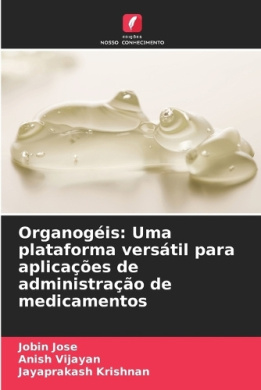 edições
NOSSO CONHECIMENTO
Organogéis: Uma
plataforma versátil para
aplicações de
administração de
medicamentos
Jobin Jose
Anish Vijayan
Jayaprakash Krishnan